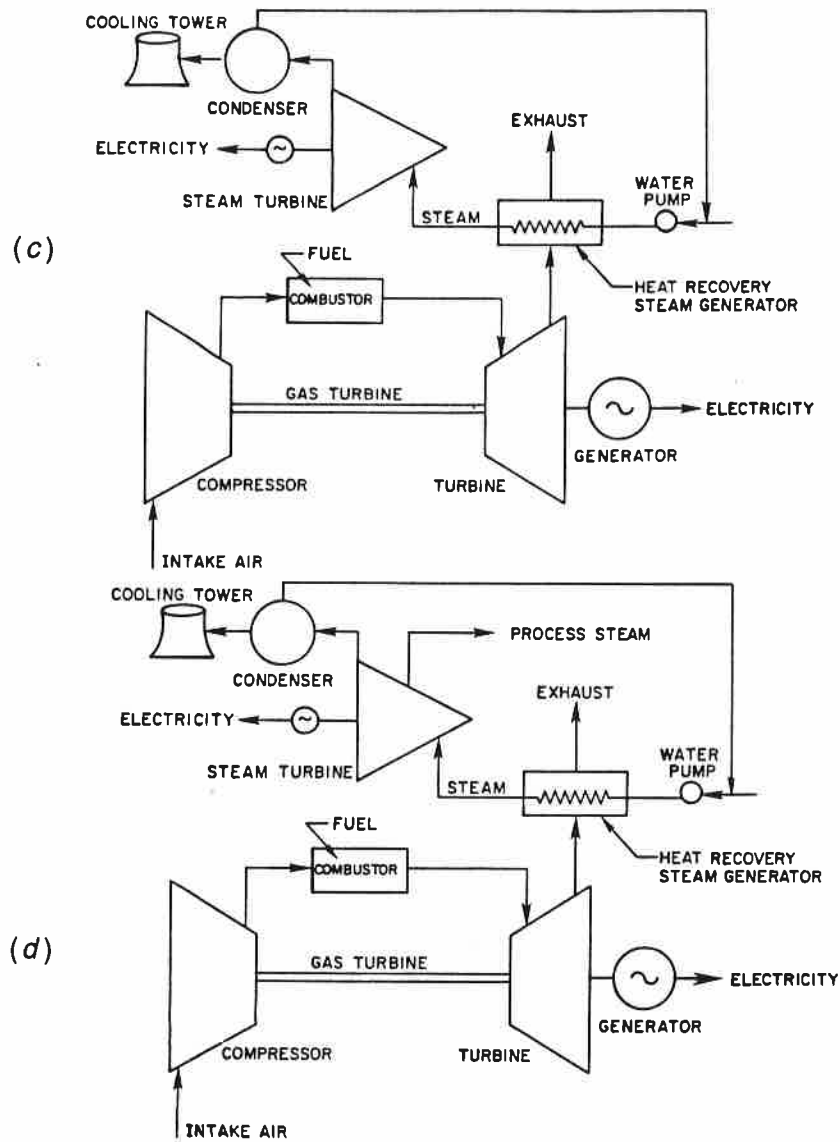 COOLING TOWER
CONDENSER
EXHAUST
ELECTRICITY
~
WATER
PUMP
STEAM TURBINE
STEAM
(c)
FUEL
COMBUSTOR
HEAT RECOVERY
STEAM GENERATOR
GAS TURBINE
~
ELECTRICITY
GENERATOR
COMPRESSOR
TURBINE
INTAKE AIR
COOLING TOWER
PROCESS STEAM
CONDENSER
EXHAUST
ELECTRICITY
~
WATER
PUMP
STEAM TURBINE
STEAM
FUEL
COMBUSTOR
HEAT RECOVERY
STEAM GENERATOR
(d)
GAS TURBINE
~
ELECTRICITY
GENERATOR
COMPRESSOR
TURBINE
INTAKE AIR